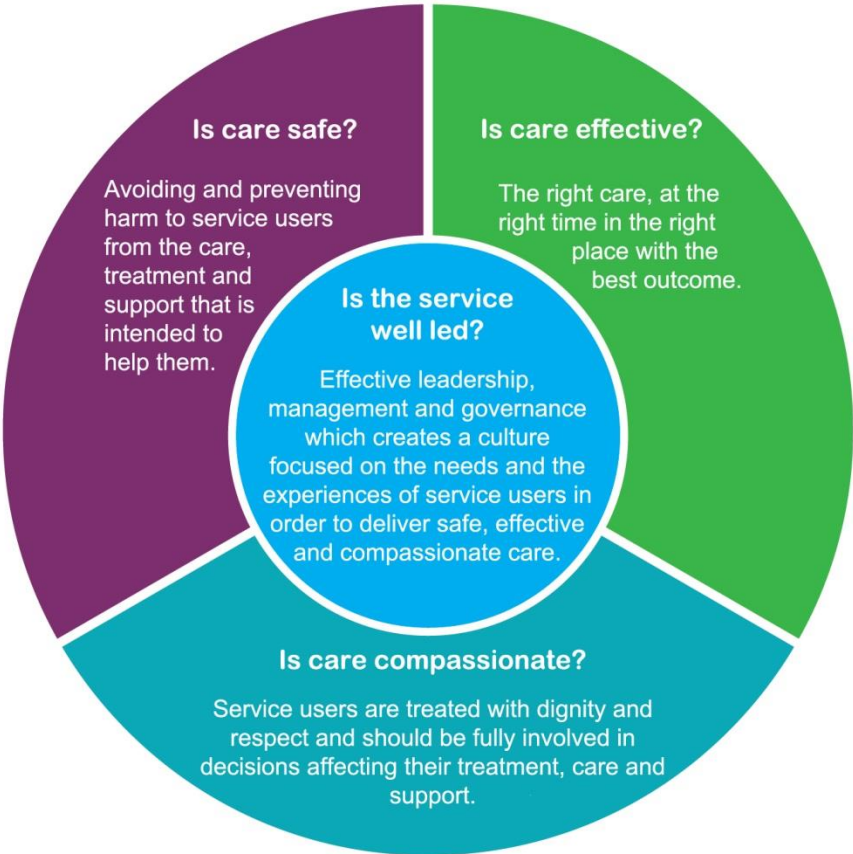 Is care safe?
Avoiding and preventing
harm to service users
from the care,
treatment and
support that is
intended to
help them.
Is care effective?
The right care, at the
right time in the right
place with the
best outcome.
Is the service
well led?
Effective leadership,
management and governance
which creates a culture
focused on the needs and the
experiences of service users in
order to deliver safe, effective
and compassionate care.
Is care compassionate?
Service users are treated with dignity and
respect and should be fully involved in
decisions affecting their treatment, care and
support.